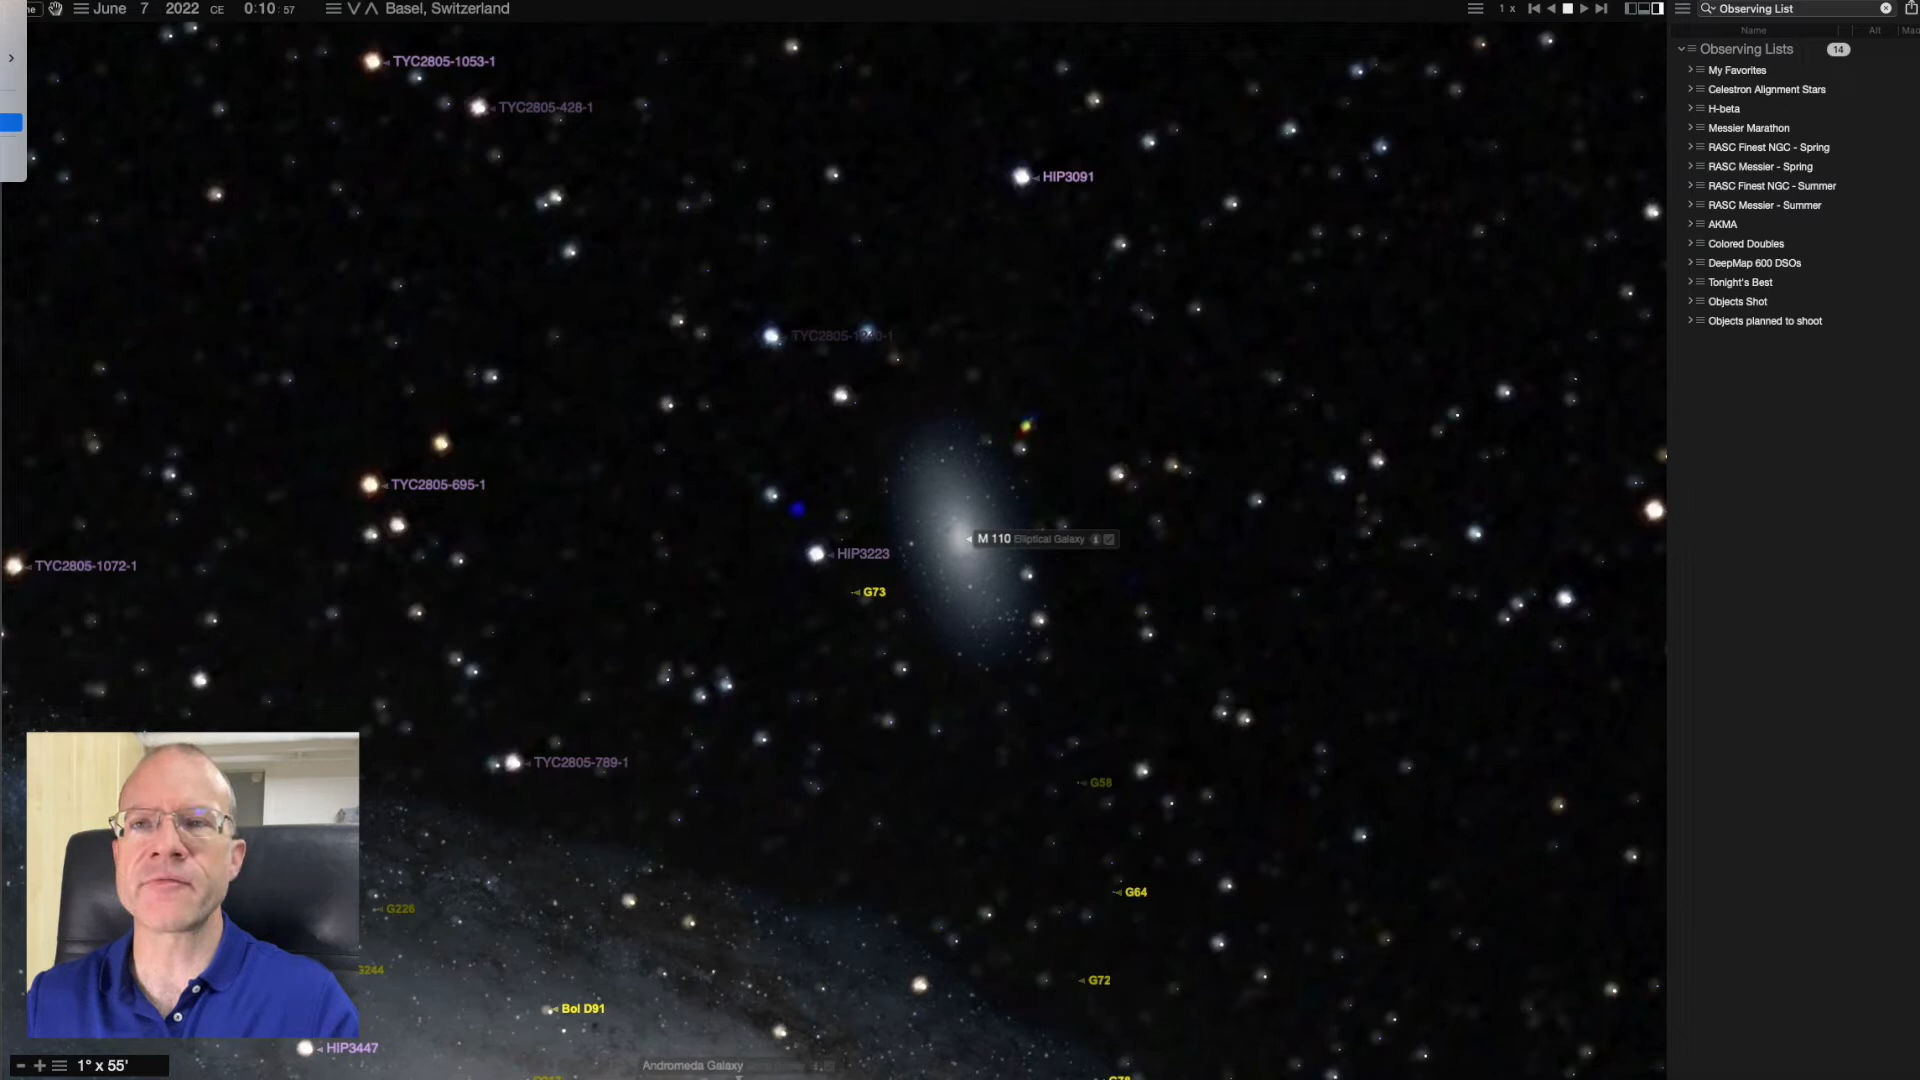 June 7 2022 CE 0:10 :57
Basel, Switzerland
1 x
Observing List
Name Alt
Observing Lists 14
My Favorites
Celestron Alignment Stars
H-beta
Messier Marathon
RASC Finest NGC - Spring
RASC Messier - Spring
RASC Finest NGC - Summer
RASC Messier - Summer
AKMA
Colored Doubles
DeepMap 600 DSOs
Tonight's Best
Objects Shot
Objects planned to shoot
TYC2805-1053-1
TYC2805-428-1
HIP3091
TYC2805-695-1
M 110 Elliptical Galaxy
HIP3223
TYC2805-1072-1
G73
TYC2805-789-1
G58
G64
G226
G72
Bol D91
HIP3447
Andromeda Galaxy
1° x 55'